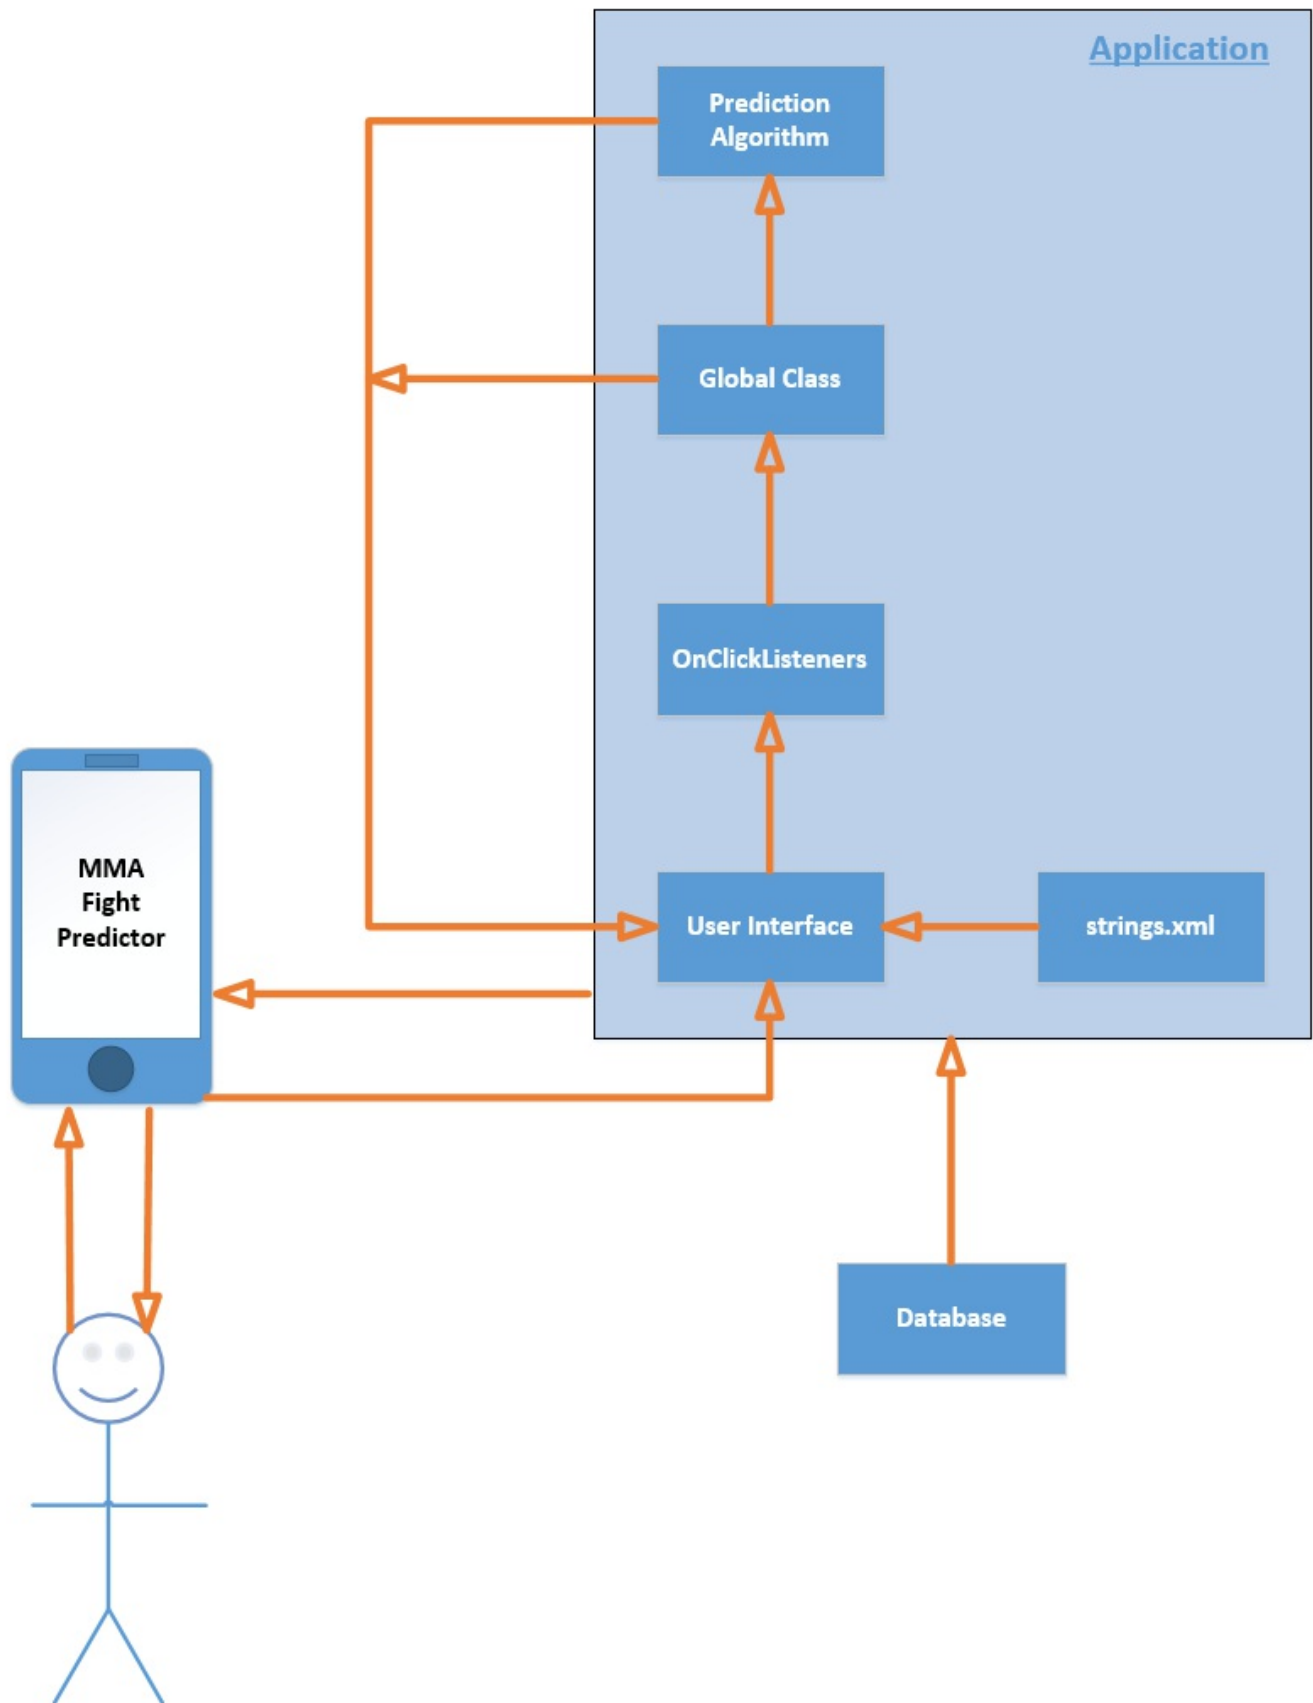 Application
Prediction
Algorithm
Global Class
OnClickListeners
MMA
Fight
Predictor
User Interface
strings.xml
Database